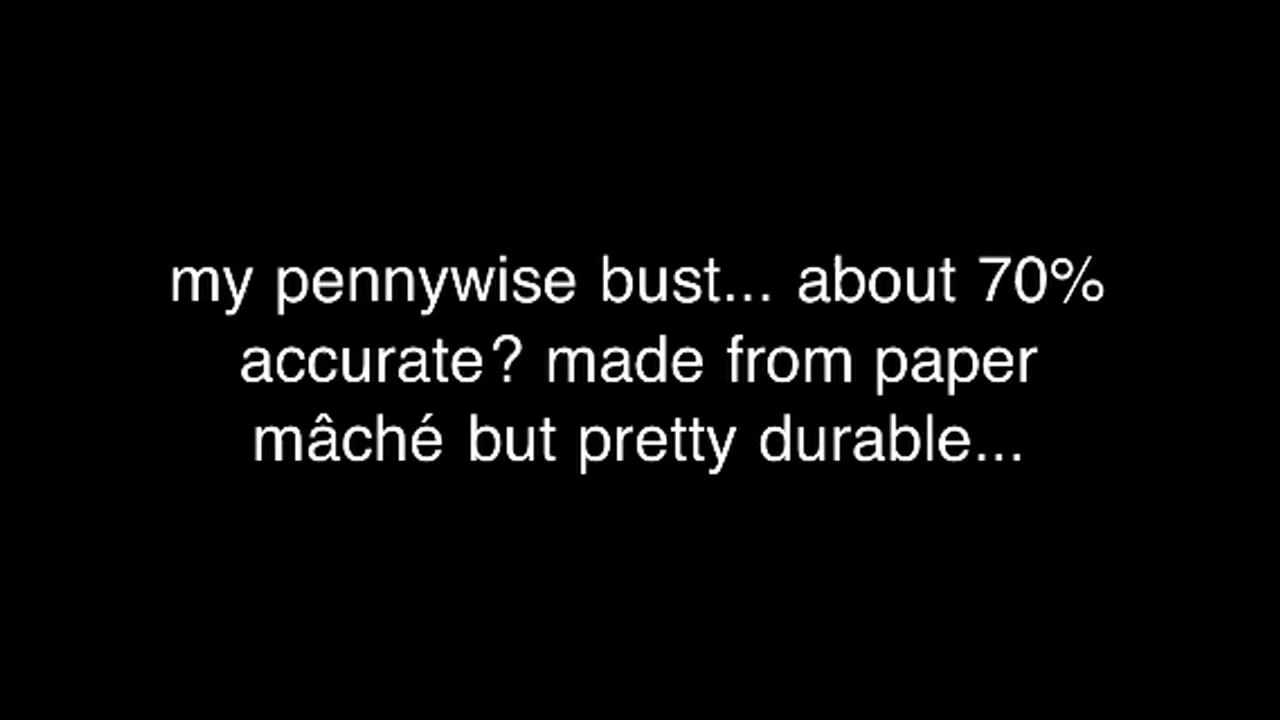 my pennywise bust... about 70%
accurate? made from paper
mâché but pretty durable...